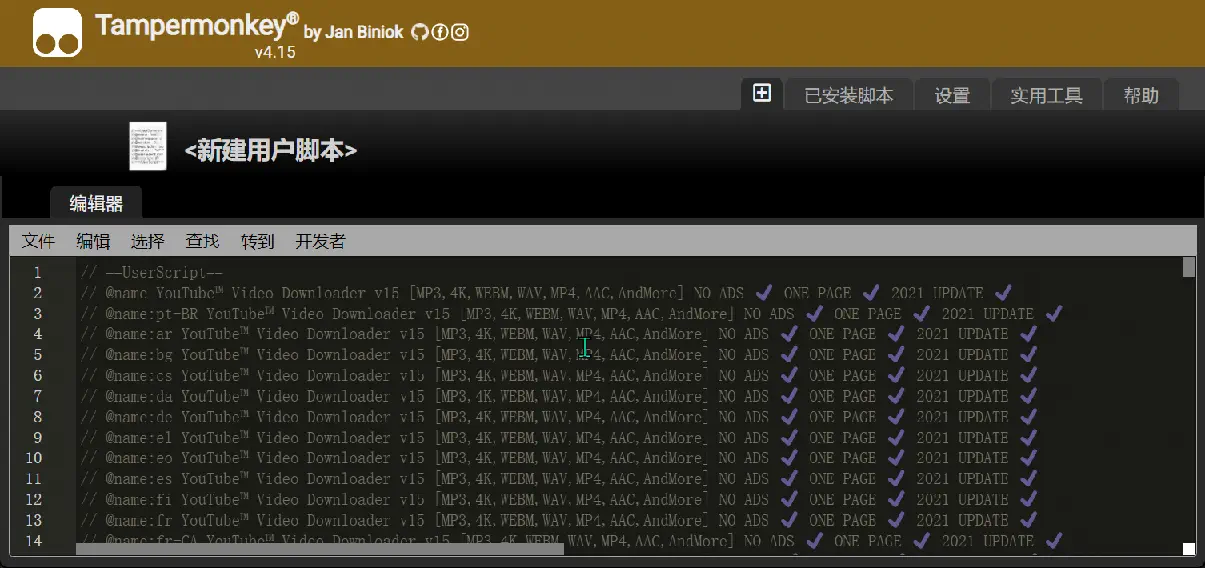 Tampermonkey® by Jan Biniok
v4.15
已安装脚本 设置 实用工具 帮助
<新建用户脚本>
编辑器
文件 编辑 选择 查找 转到 开发者
1 // ==UserScript==
2 // @name YouTube™ Video Downloader v15 [MP3,4K,WEBM,WAV,MP4,AAC,AndMore] NO ADS ✔ ONE PAGE ✔ 2021 UPDATE ✔
3 // @name:pt-BR YouTube™ Video Downloader v15 [MP3,4K,WEBM,WAV,MP4,AAC,AndMore] NO ADS ✔ ONE PAGE ✔ 2021 UPDATE ✔
4 // @name:ar YouTube™ Video Downloader v15 [MP3,4K,WEBM,WAV,MP4,AAC,AndMore] NO ADS ✔ ONE PAGE ✔ 2021 UPDATE ✔
5 // @name:bg YouTube™ Video Downloader v15 [MP3,4K,WEBM,WAV,MP4,AAC,AndMore] NO ADS ✔ ONE PAGE ✔ 2021 UPDATE ✔
6 // @name:cs YouTube™ Video Downloader v15 [MP3,4K,WEBM,WAV,MP4,AAC,AndMore] NO ADS ✔ ONE PAGE ✔ 2021 UPDATE ✔
7 // @name:da YouTube™ Video Downloader v15 [MP3,4K,WEBM,WAV,MP4,AAC,AndMore] NO ADS ✔ ONE PAGE ✔ 2021 UPDATE ✔
8 // @name:de YouTube™ Video Downloader v15 [MP3,4K,WEBM,WAV,MP4,AAC,AndMore] NO ADS ✔ ONE PAGE ✔ 2021 UPDATE ✔
9 // @name:el YouTube™ Video Downloader v15 [MP3,4K,WEBM,WAV,MP4,AAC,AndMore] NO ADS ✔ ONE PAGE ✔ 2021 UPDATE ✔
10 // @name:eo YouTube™ Video Downloader v15 [MP3,4K,WEBM,WAV,MP4,AAC,AndMore] NO ADS ✔ ONE PAGE ✔ 2021 UPDATE ✔
11 // @name:es YouTube™ Video Downloader v15 [MP3,4K,WEBM,WAV,MP4,AAC,AndMore] NO ADS ✔ ONE PAGE ✔ 2021 UPDATE ✔
12 // @name:fi YouTube™ Video Downloader v15 [MP3,4K,WEBM,WAV,MP4,AAC,AndMore] NO ADS ✔ ONE PAGE ✔ 2021 UPDATE ✔
13 // @name:fr YouTube™ Video Downloader v15 [MP3,4K,WEBM,WAV,MP4,AAC,AndMore] NO ADS ✔ ONE PAGE ✔ 2021 UPDATE ✔
14 // @name:fr-CA YouTube™ Video Downloader v15 [MP3,4K,WEBM,WAV,MP4,AAC,AndMore] NO ADS ✔ ONE PAGE ✔ 2021 UPDATE ✔